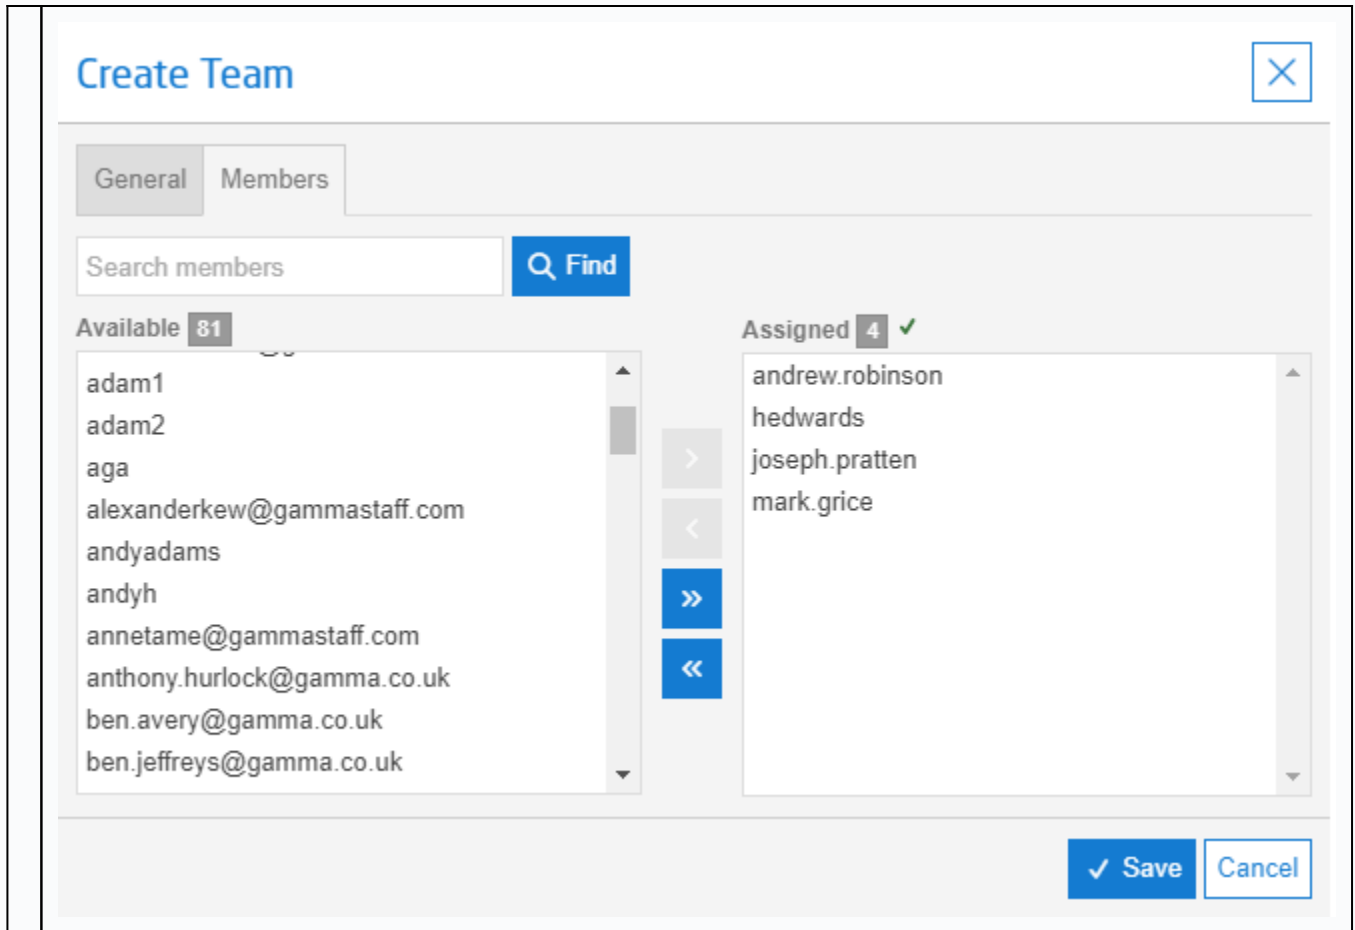 Create Team
General Members
Search members
Find
Available 81
adam1
adam2
aga
alexanderkew@gammastaff.com
andyadams
andyh
annetame@gammastaff.com
anthony.hurlock@gamma.co.uk
ben.avery@gamma.co.uk
ben.jeffreys@gamma.co.uk
Assigned 4
andrew.robinson
hedwards
joseph.pratten
mark.grice
Save
Cancel